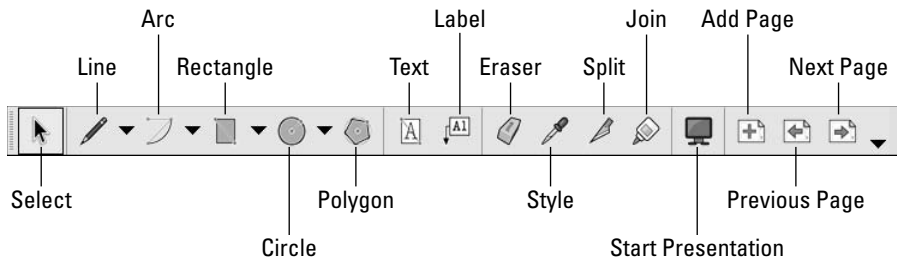 Arc Label Join Add Page
Line Rectangle Text Eraser Split Next Page
A A1
Select Polygon Style Previous Page
Circle Start Presentation